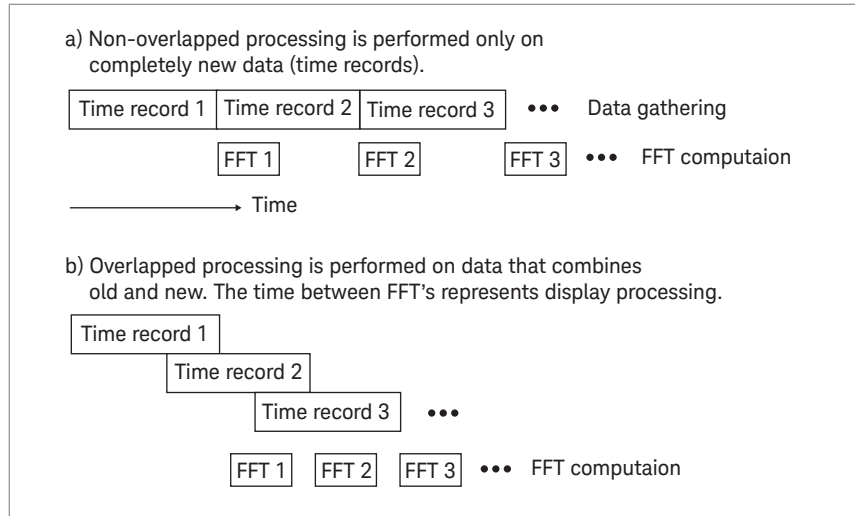 a) Non-overlapped processing is performed only on
completely new data (time records).
Time record 1 Time record 2 Time record 3 ••• Data gathering
FFT 1 FFT 2 FFT 3 ••• FFT computaion
Time
b) Overlapped processing is performed on data that combines
old and new. The time between FFT's represents display processing.
Time record 1
Time record 2
Time record 3 •••
FFT 1 FFT 2 FFT 3 ••• FFT computaion